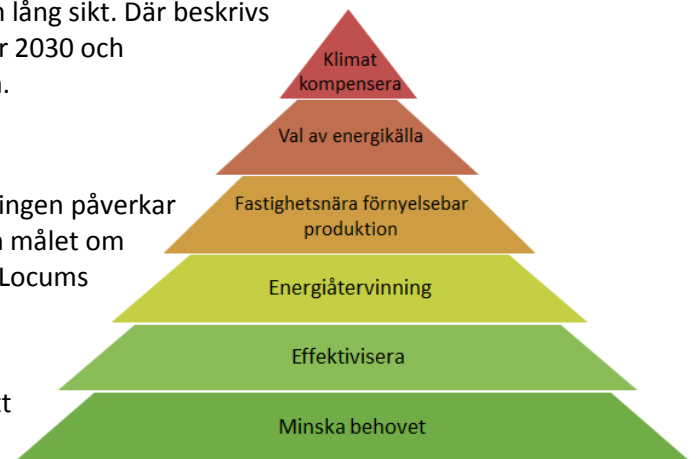 lång sikt. Där beskrivs
2030 och
Klimat
kompensera
Val av energikälla
ingen påverkar
målet om
Locums
Fastighetsnära förnyelsebar
produktion
Energiåtervinning
Effektivisera
Minska behovet